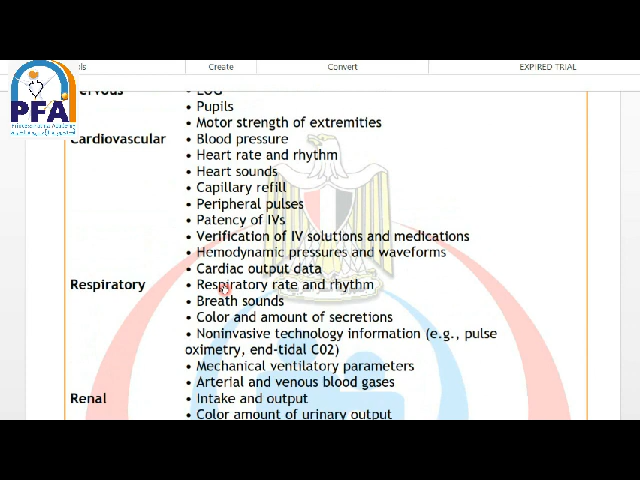 ols Create Convert EXPIRED TRIAL
PFA
Nervous • LOC
• Pupils
• Motor strength of extremities
Cardiovascular • Blood pressure
• Heart rate and rhythm
• Heart sounds
• Capillary refill
• Peripheral pulses
• Patency of IVs
• Verification of IV solutions and medications
• Hemodynamic pressures and waveforms
• Cardiac output data
Respiratory • Respiratory rate and rhythm
• Breath sounds
• Color and amount of secretions
• Noninvasive technology information (e.g., pulse
oximetry, end-tidal C02)
• Mechanical ventilatory parameters
• Arterial and venous blood gases
Renal • Intake and output
• Color amount of urinary output